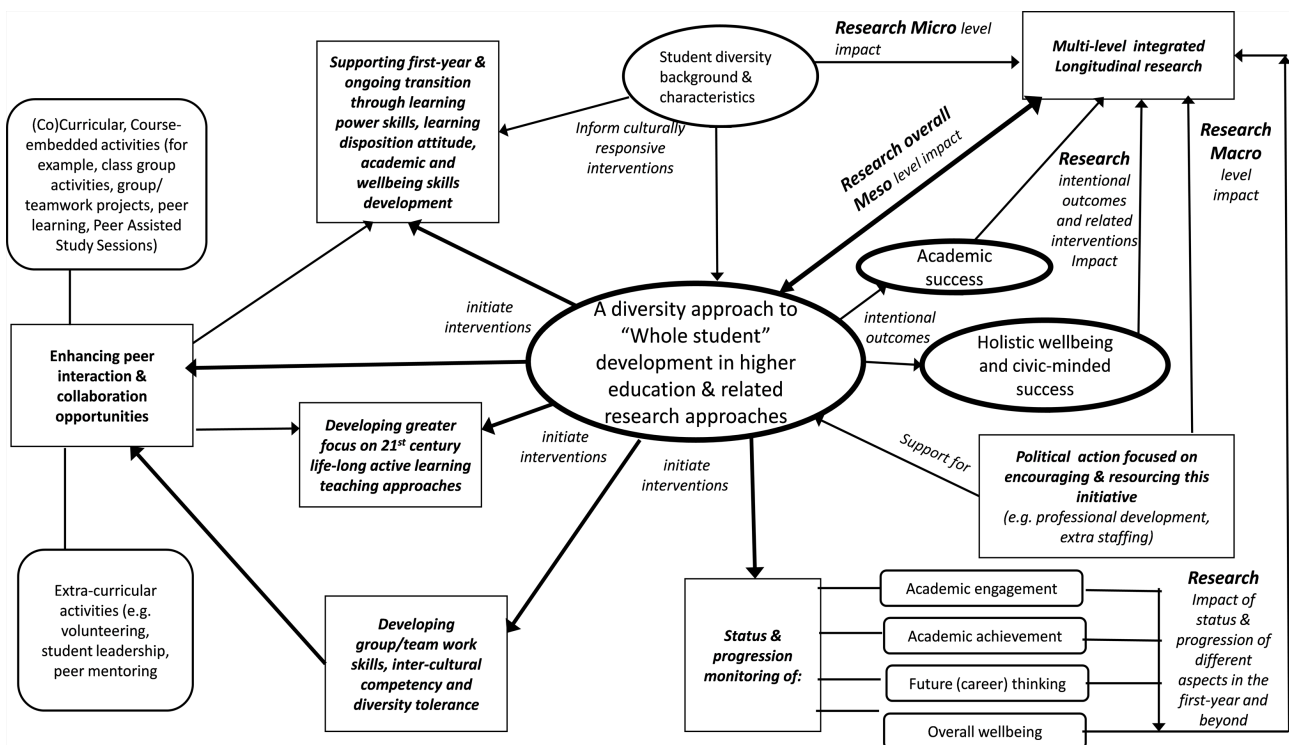 Supporting first-year &
ongoing transition
through learning
power skills, learning
disposition attitude,
academic and
wellbeing skills
development
Student diversity
background &
characteristics
Research Micro level
impact
Multi-level integrated
Longitudinal research
(Co)Curricular, Course-
embedded activities (for
example, class group
activities, group/
teamwork projects, peer
learning, Peer Assisted
Study Sessions)
Inform culturally
responsive
interventions
Research overall
Meso level impact
Research
intentional
outcomes
and related
interventions
Impact
Research
Macro
level
impact
Academic
success
initiate
interventions
A diversity approach to
“Whole student”
development in higher
education & related
research approaches
intentional
outcomes
Holistic wellbeing
and civic-minded
success
Enhancing peer
interaction &
collaboration
opportunities
Developing greater
focus on 21st century
life-long active learning
teaching approaches
initiate
interventions
initiate
interventions
Support for
Political action focused on
encouraging & resourcing this
initiative
(e.g. professional development,
extra staffing)
Extra-curricular
activities (e.g.
volunteering,
student leadership,
peer mentoring
Developing
group/team work
skills, inter-cultural
competency and
diversity tolerance
Status &
progression
monitoring of:
Academic engagement
Academic achievement
Future (career) thinking
Overall wellbeing
Research
Impact of
status &
progression of
different
aspects in the
first-year and
beyond